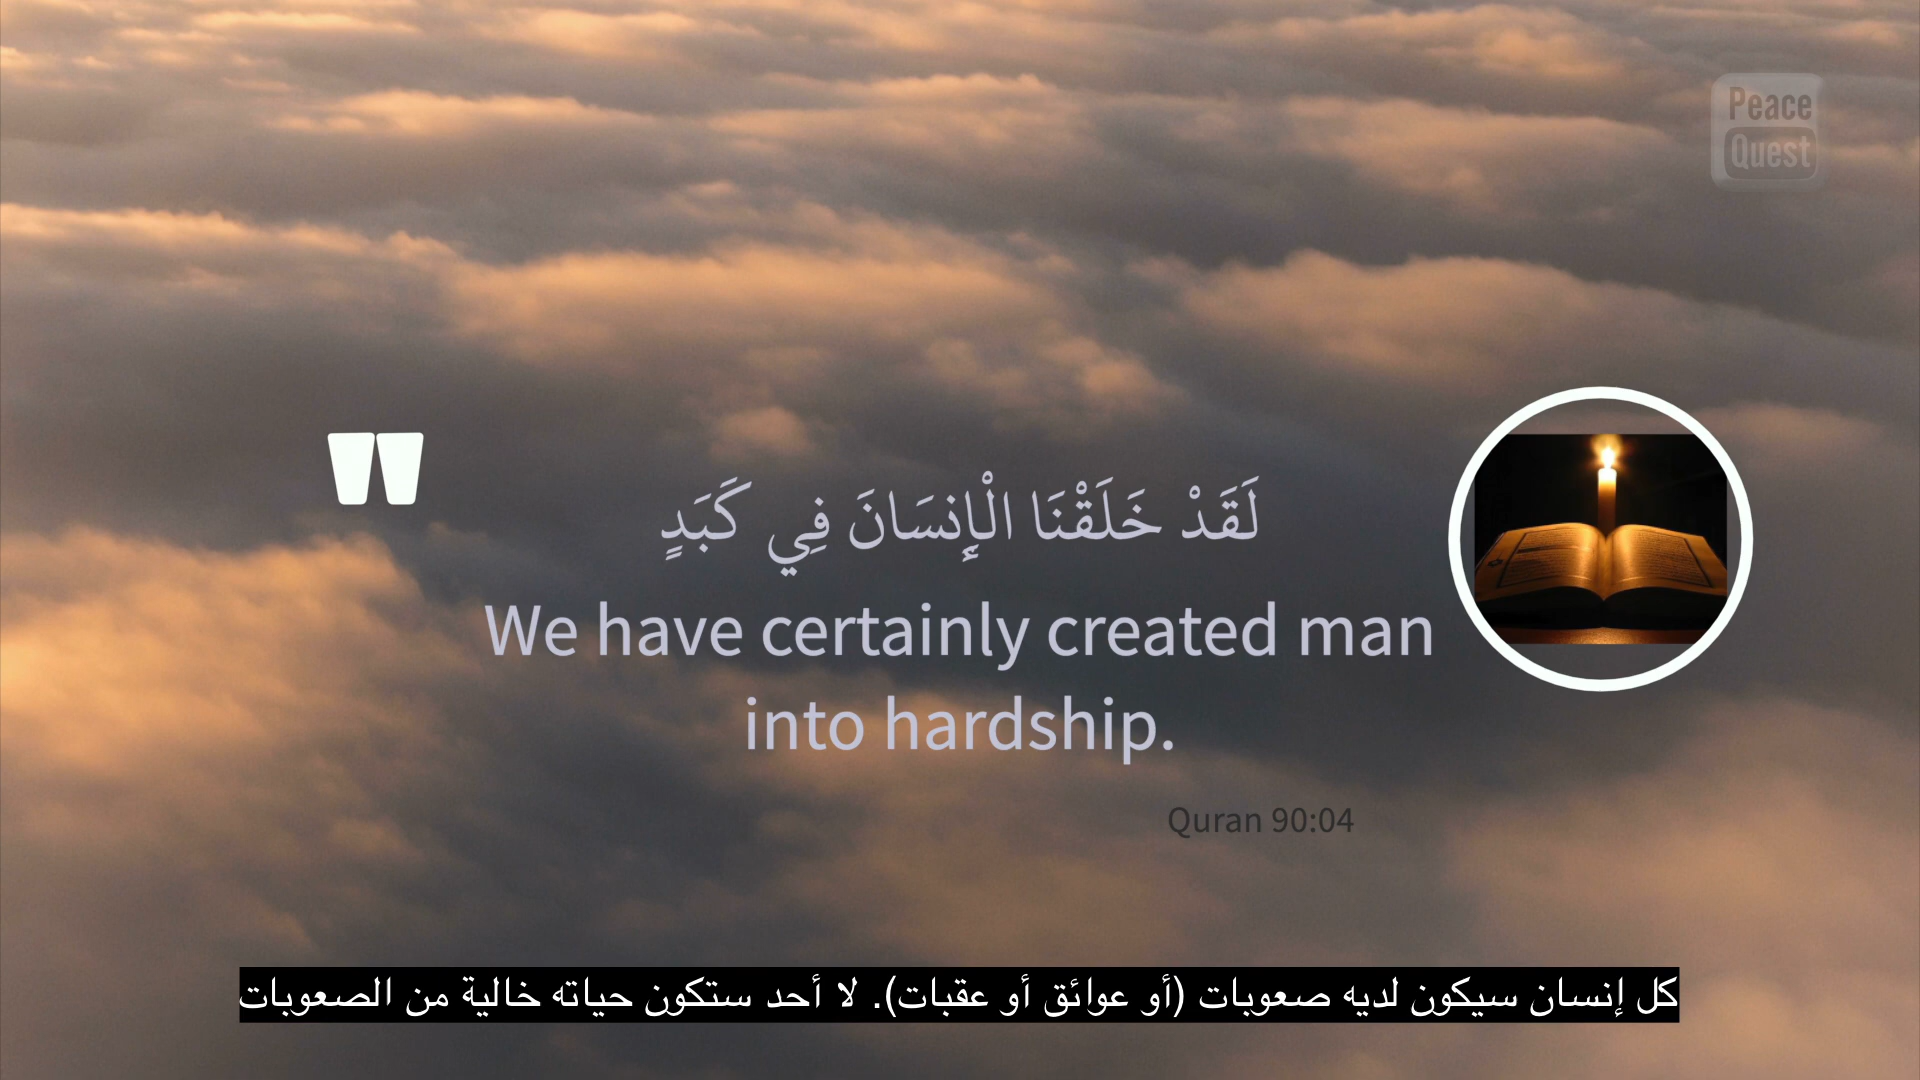 Peace
Quest
"
لَقَدْ خَلَقْنَا الْإِنسَانَ فِي كَبَدٍ
We have certainly created man
into hardship.
Quran 90:04
كل إنسان سيكون لديه صعوبات (أو عوائق أو عقبات). لا أحد ستكون حياته خالية من الصعوبات